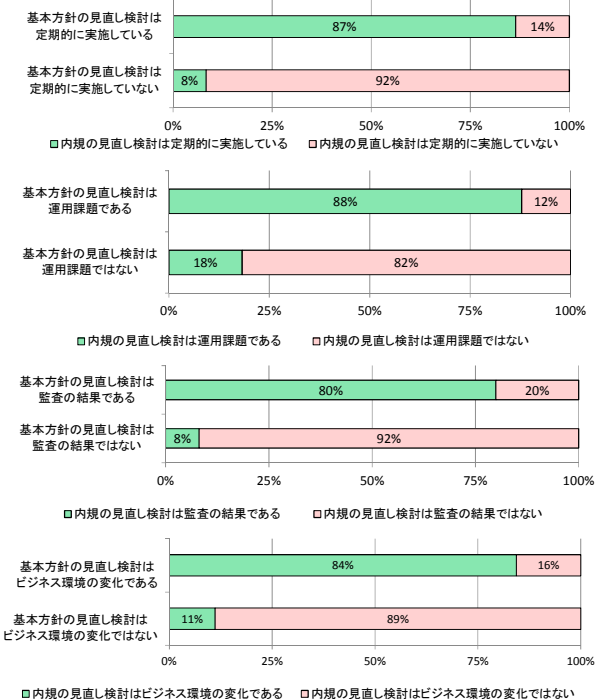 基本方針の見直し検討は
定期的に実施している
87%
14%
基本方針の見直し検討は
定期的に実施していない
8%
92%
0% 25% 50% 75% 100%
内規の見直し検討は定期的に実施している 内規の見直し検討は定期的に実施していない
基本方針の見直し検討は
運用課題である
88%
12%
基本方針の見直し検討は
運用課題ではない
18%
82%
0% 25% 50% 75% 100%
内規の見直し検討は運用課題である 内規の見直し検討は運用課題ではない
基本方針の見直し検討は
監査の結果である
80%
20%
基本方針の見直し検討は
監査の結果ではない
8%
92%
0% 25% 50% 75% 100%
内規の見直し検討は監査の結果である 内規の見直し検討は監査の結果ではない
基本方針の見直し検討は
ビジネス環境の変化である
84%
16%
基本方針の見直し検討は
ビジネス環境の変化ではない
11%
89%
0% 25% 50% 75% 100%
内規の見直し検討はビジネス環境の変化である 内規の見直し検討はビジネス環境の変化ではない